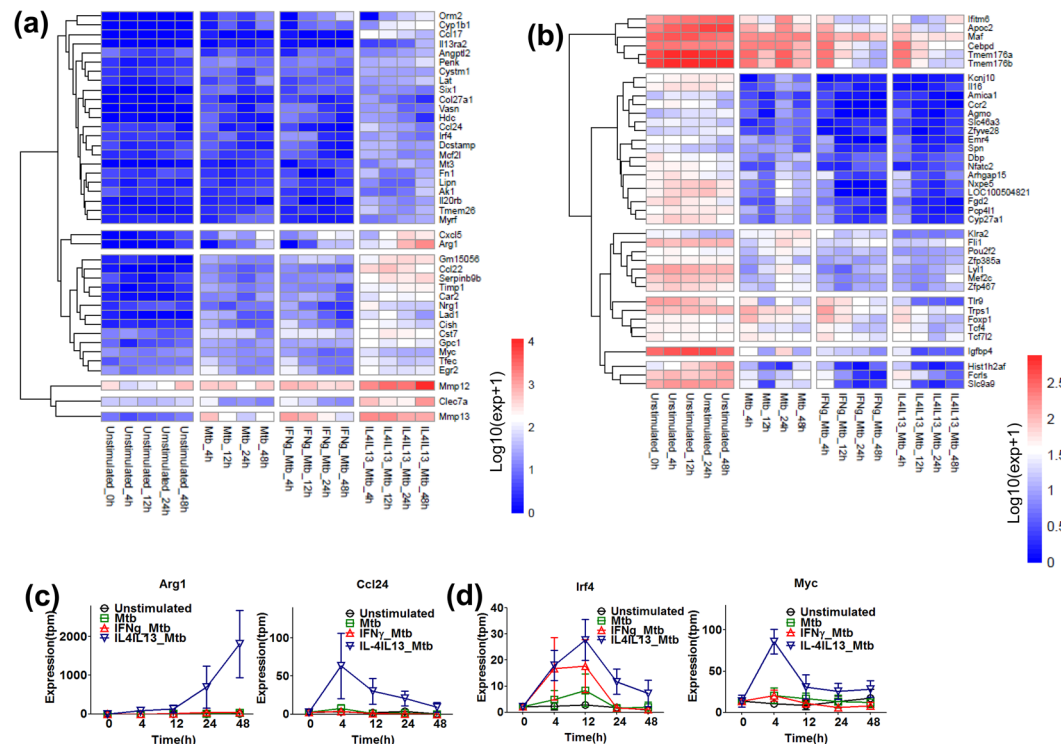 (a)
Orm2
Cyp1b1
Ccl17
Il13ra2
Angptl2
Penk
Cystm1
Lat
Six1
Col27a1
Vasn
Hdc
Ccl24
Irf4
Dcstamp
Mcf2l
Mt3
Fn1
Lipn
Ak1
Il20rb
Tmem26
Myrf
Cxcl5
Arg1
Gm15056
Ccl22
Serpinb9b
Timp1
Car2
Nrg1
Lad1
Cish
Cst7
Gpc1
Myc
Tfec
Egr2
Mmp12
Clec7a
Mmp13
Unstimulated_0h
Unstimulated_4h
Unstimulated_12h
Unstimulated_24h
Unstimulated_48h
Mtb_4h
Mtb_12h
Mtb_24h
Mtb_48h
IFNg_Mtb_4h
IFNg_Mtb_12h
IFNg_Mtb_24h
IFNg_Mtb_48h
IL4IL13_Mtb_4h
IL4IL13_Mtb_12h
IL4IL13_Mtb_24h
IL4IL13_Mtb_48h
Log10(exp+1)
4
3
2
1
0
(b)
Ifitm6
Apoc2
Maf
Cebpd
Tmem176a
Tmem176b
Kcnj10
Il16
Amica1
Ccr2
Agmo
Slc46a3
Zfyve28
Emr4
Spn
Dbp
Nfatc2
Arhgap15
Nxpe5
LOC100504821
Fgd2
Pcp4l1
Cyp27a1
Klra2
Fli1
Pou2f2
Zfp385a
Lyl1
Mef2c
Zfp467
Tlr9
Trps1
Foxp1
Tcf4
Tcf7l2
Igfbp4
Hist1h2af
Fcrls
Slc9a9
Unstimulated_0h
Unstimulated_4h
Unstimulated_12h
Unstimulated_24h
Unstimulated_48h
Mtb_4h
Mtb_12h
Mtb_24h
Mtb_48h
IFNg_Mtb_4h
IFNg_Mtb_12h
IFNg_Mtb_24h
IFNg_Mtb_48h
IL4IL13_Mtb_4h
IL4IL13_Mtb_12h
IL4IL13_Mtb_24h
IL4IL13_Mtb_48h
Log10(exp+1)
2.5
2
1.5
1
0.5
0
(c)
Arg1
Expression(tpm)
2000
1000
0
Unstimulated
Mtb
IFNg_Mtb
IL4IL13_Mtb
0 4 12 24 48
Time(h)
Ccl24
Expression(tpm)
100
50
0
Unstimulated
Mtb
IFNγ_Mtb
IL-4IL13_Mtb
0 4 12 24 48
Time(h)
(d)
Irf4
Expression(tpm)
40
30
20
10
0
Unstimulated
Mtb
IFNg_Mtb
IL4IL13_Mtb
0 4 12 24 48
Time(h)
Myc
Expression(tpm)
100
50
0
Unstimulated
Mtb
IFNγ_Mtb
IL-4IL13_Mtb
0 4 12 24 48
Time(h)